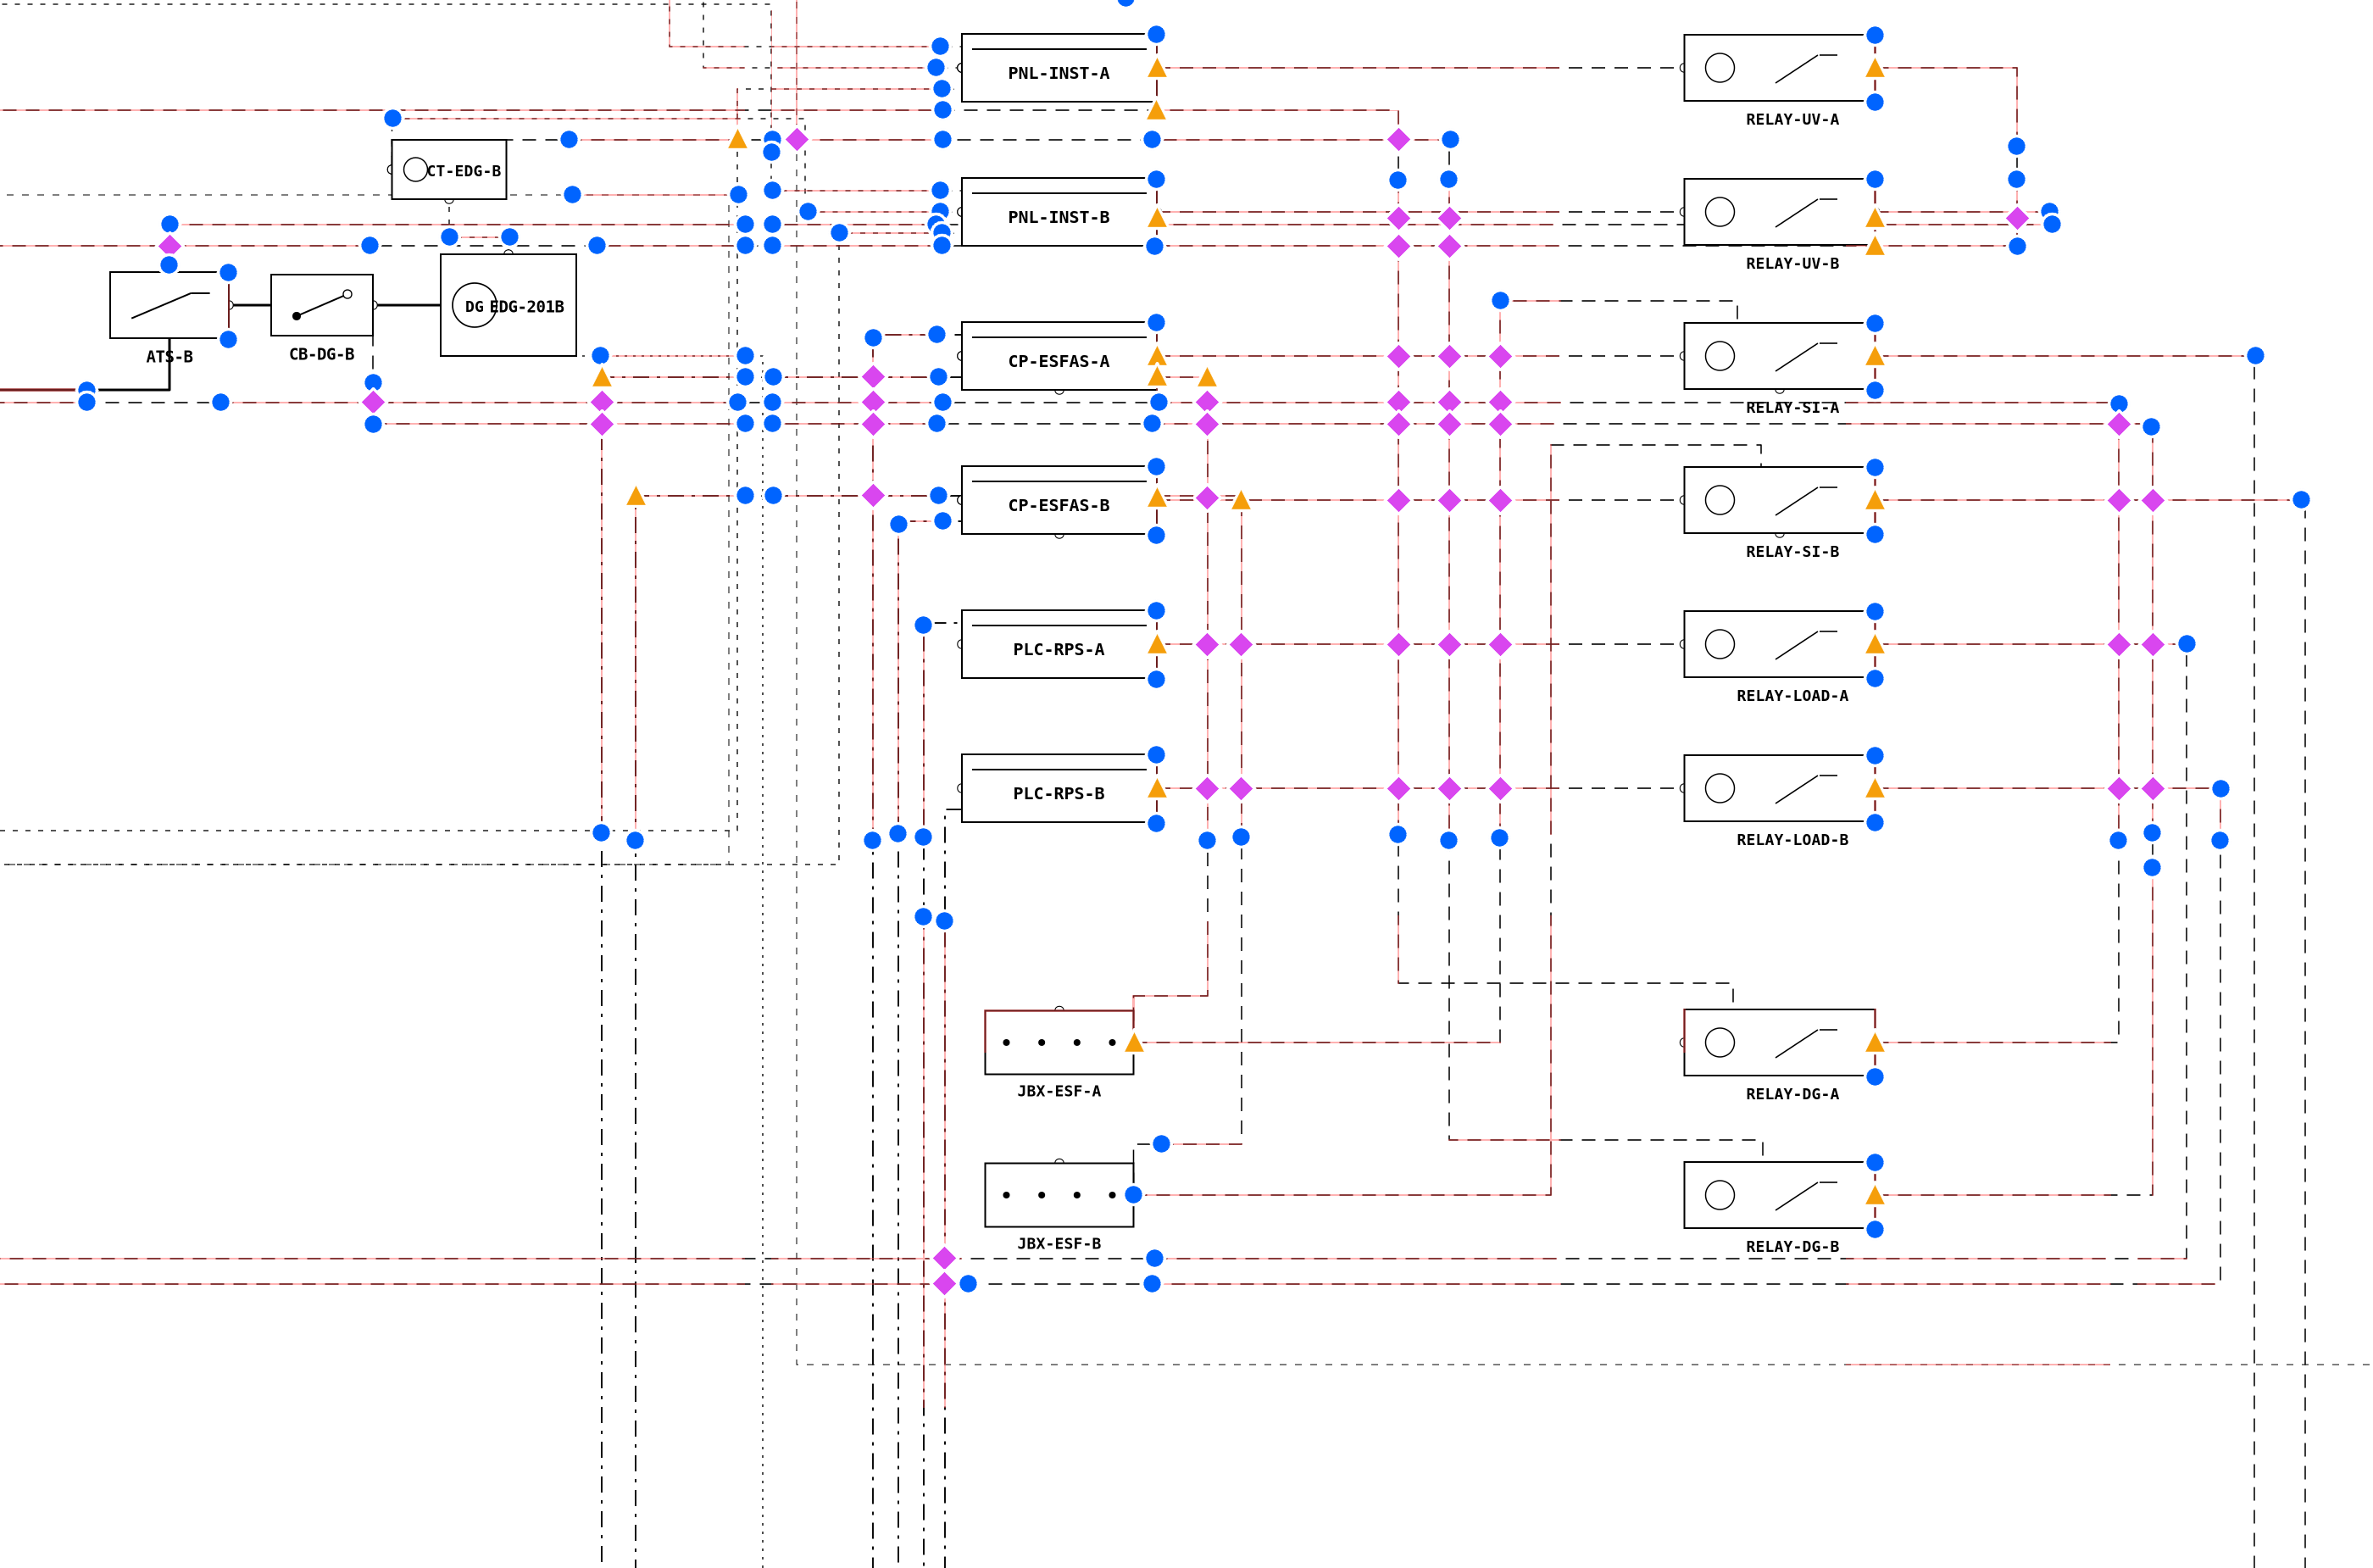 PNL-INST-A
RELAY-UV-A
CT-EDG-B
PNL-INST-B
RELAY-UV-B
DG EDG-201B
ATS-B
CB-DG-B
CP-ESFAS-A
RELAY-SI-A
CP-ESFAS-B
RELAY-SI-B
PLC-RPS-A
RELAY-LOAD-A
PLC-RPS-B
RELAY-LOAD-B
JBX-ESF-A
RELAY-DG-A
JBX-ESF-B
RELAY-DG-B